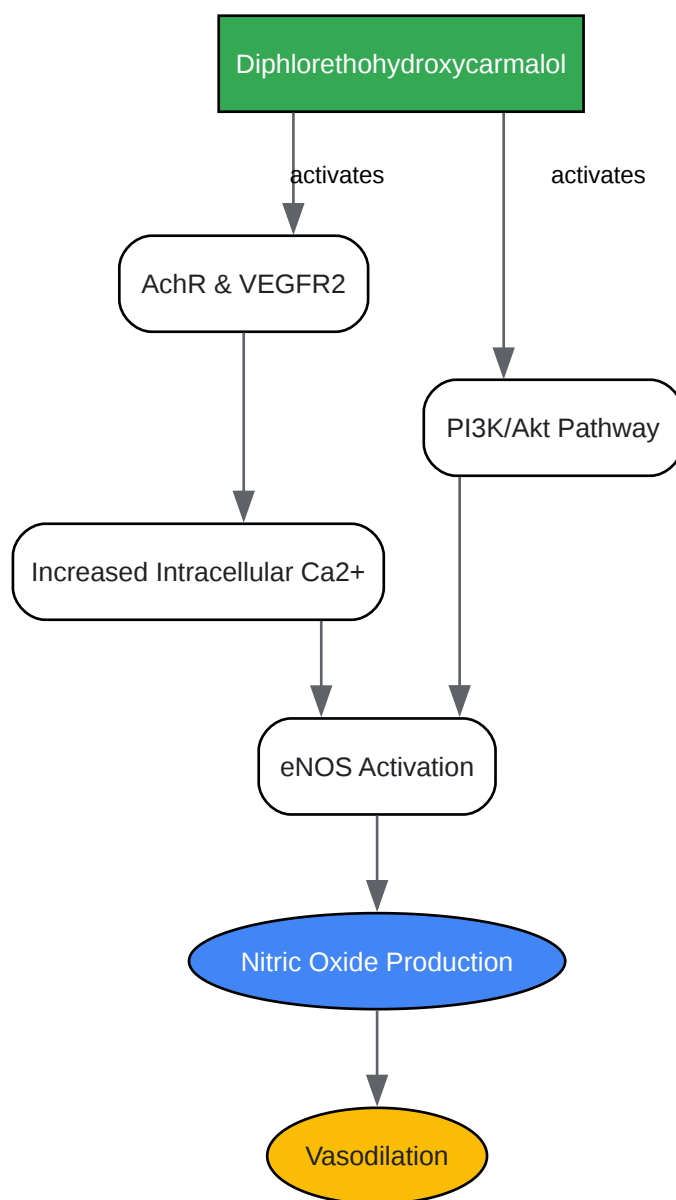 Diphlorethohydroxycarmalol
activates
activates
AchR & VEGFR2
PI3K/Akt Pathway
Increased Intracellular Ca2+
eNOS Activation
Nitric Oxide Production
Vasodilation